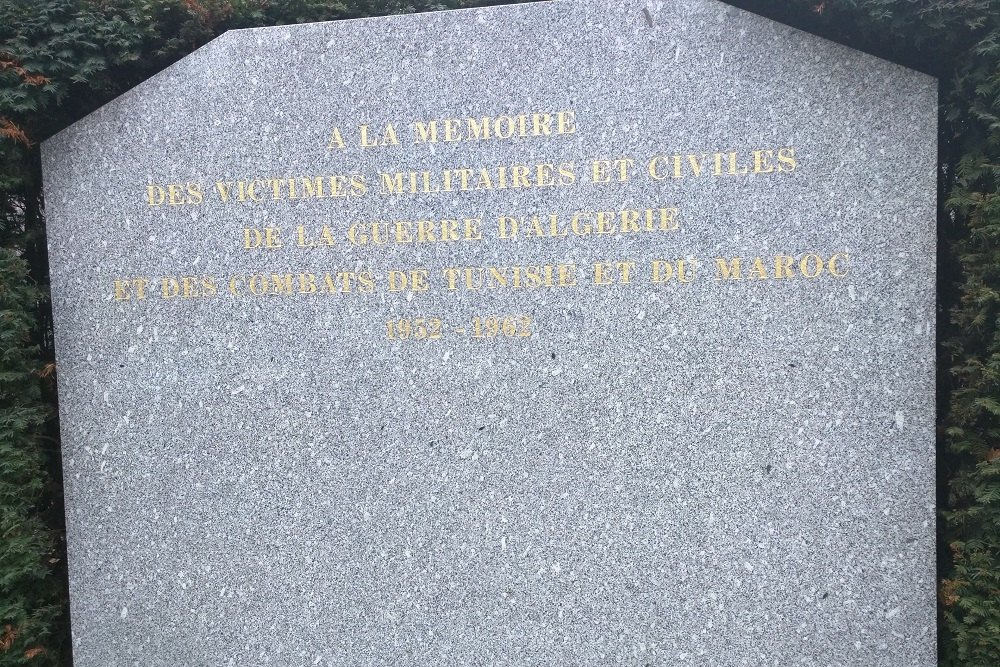 A LA MEMOIRE
DES VICTIMES MILITAIRES ET CIVILES
DE LA GUERRE D'ALGERIE
ET DES COMBATS DE TUNISIE ET DU MAROC
1952 - 1962